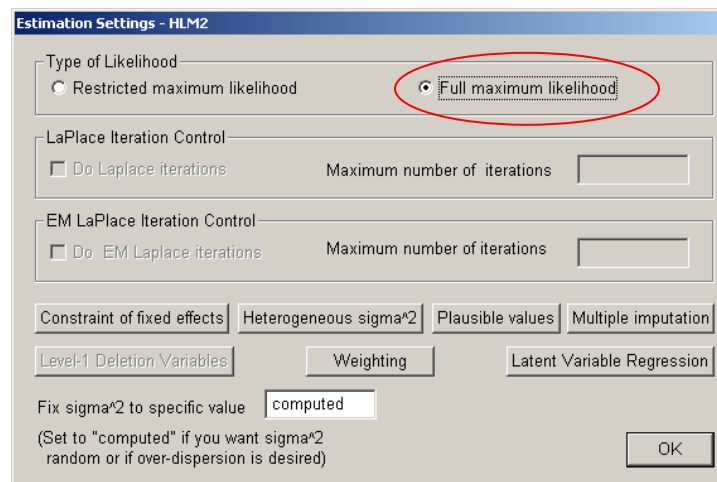 Estimation Settings - HLM2
Type of Likelihood
Restricted maximum likelihood
Full maximum likelihood
LaPlace Iteration Control
Do Laplace iterations
Maximum number of iterations
EM LaPlace Iteration Control
Do EM Laplace iterations
Maximum number of iterations
Constraint of fixed effects
Heterogeneous sigma^2
Plausible values
Multiple imputation
Level-1 Deletion Variables
Weighting
Latent Variable Regression
Fix sigma^2 to specific value
computed
(Set to "computed" if you want sigma^2
random or if over-dispersion is desired)
OK